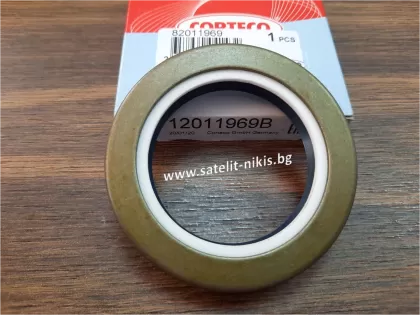 CORTECO
82011969
1 PCS
12011969B
www.satelit-nikis.bg